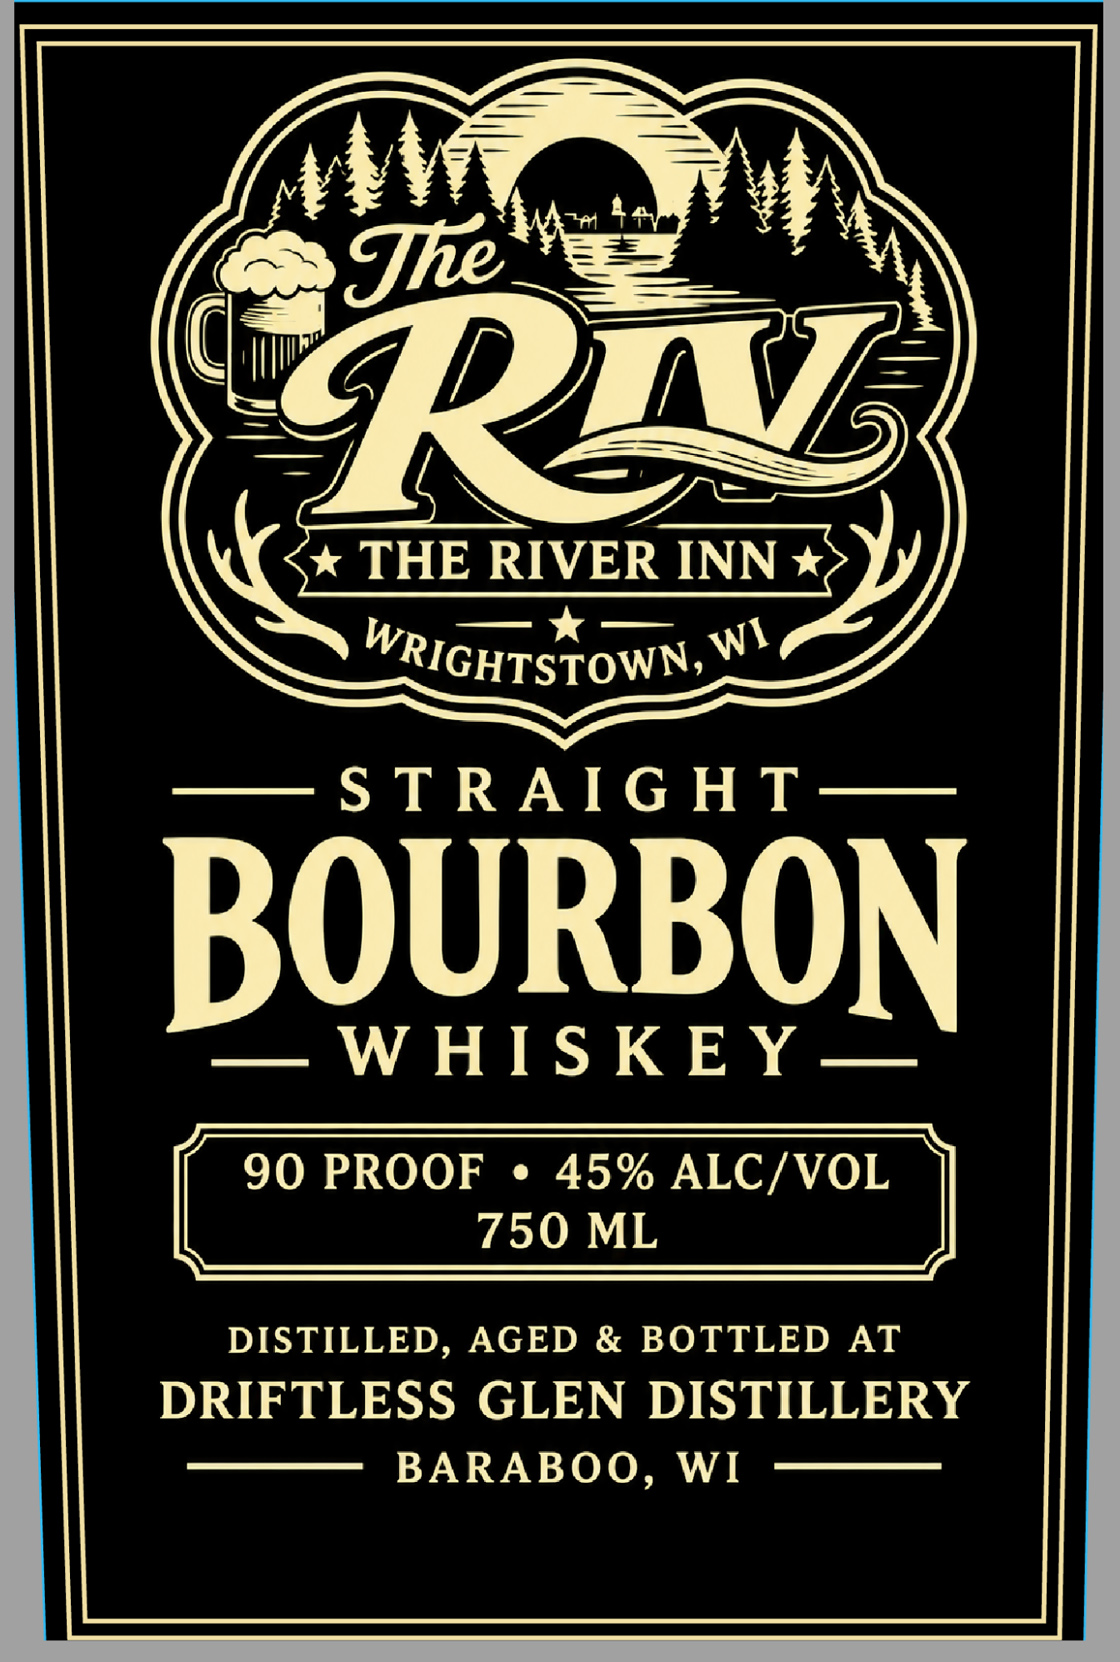 The
RIV
THE RIVER INN
WRIGHTSTOWN, WI
STRAIGHT
BOURBON
WHISKEY
90 PROOF • 45% ALC/VOL
750 ML
DISTILLED, AGED & BOTTLED AT
DRIFTLESS GLEN DISTILLERY
BARABOO, WI